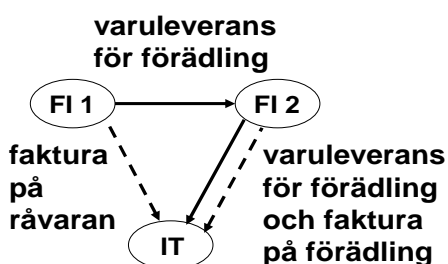 varuleverans
för förädling
FI 1
FI 2
faktura
på
råvaran
varuleverans
för förädling
och faktura
på förädling
IT